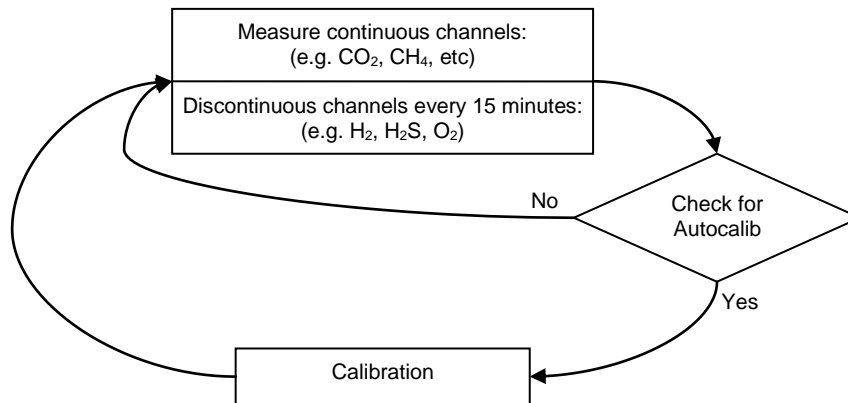 Measure continuous channels:
(e.g. CO₂, CH₄, etc)
Discontinuous channels every 15 minutes:
(e.g. H₂, H₂S, O₂)
No
Check for
Autocalib
Yes
Calibration